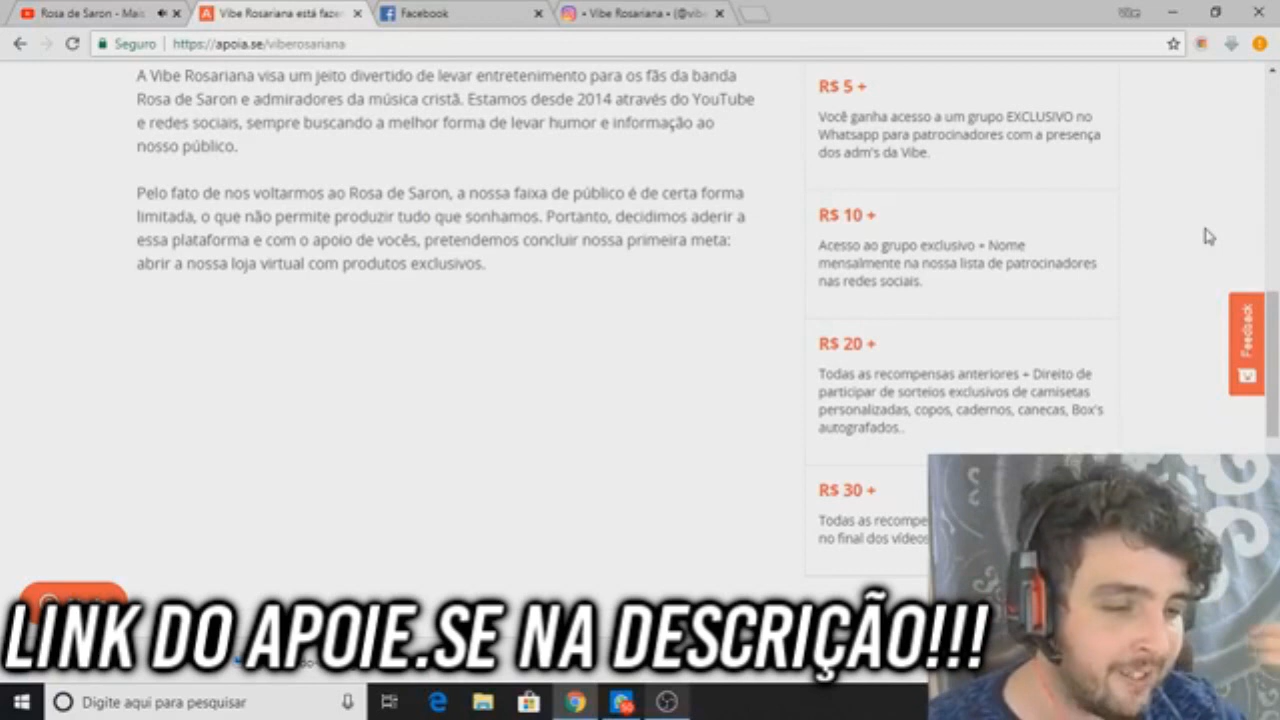 Rosa de Saron - Mais
Vibe Rosariana está fazen
Facebook
• Vibe Rosariana • (@vibe
Seguro
https://apoia.se/viberosariana
A Vibe Rosariana visa um jeito divertido de levar entretenimento para os fãs da banda
Rosa de Saron e admiradores da música cristã. Estamos desde 2014 através do YouTube
e redes sociais, sempre buscando a melhor forma de levar humor e informação ao
nosso público.
Pelo fato de nos voltarmos ao Rosa de Saron, a nossa faixa de público é de certa forma
limitada, o que não permite produzir tudo que sonhamos. Portanto, decidimos aderir a
essa plataforma e com o apoio de vocês, pretendemos concluir nossa primeira meta:
abrir a nossa loja virtual com produtos exclusivos.
R$ 5 +
Você ganha acesso a um grupo EXCLUSIVO no
Whatsapp para patrocinadores com a presença
dos adm's da Vibe.
R$ 10 +
Acesso ao grupo exclusivo + Nome
mensalmente na nossa lista de patrocinadores
nas redes sociais.
R$ 20 +
Todas as recompensas anteriores + Direito de
participar de sorteios exclusivos de camisetas
personalizadas, copos, cadernos, canecas, Box's
autografados..
R$ 30 +
Todas as recompe
no final dos vídeos
Feedback
LINK DO APOIE.SE NA DESCRIÇÃO!!!
Digite aqui para pesquisar